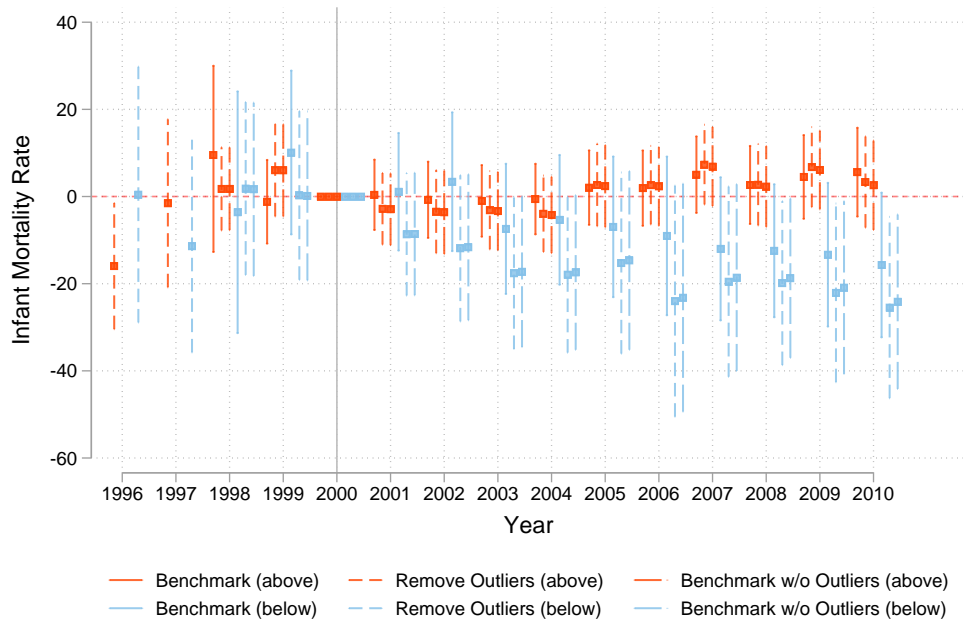 40
20
0
-20
-40
-60
Infant Mortality Rate
1996 1997 1998 1999 2000 2001 2002 2003 2004 2005 2006 2007 2008 2009 2010
Year
Benchmark (above) Remove Outliers (above) Benchmark w/o Outliers (above)
Benchmark (below) Remove Outliers (below) Benchmark w/o Outliers (below)